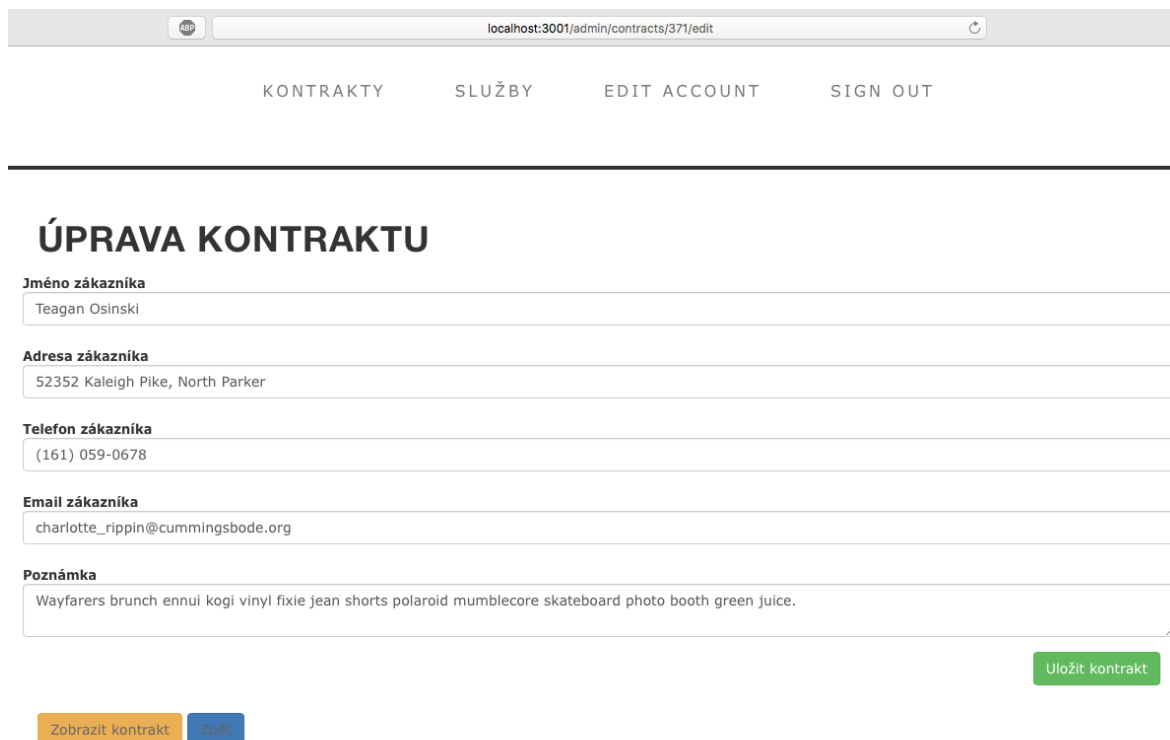 ABP
localhost:3001/admin/contracts/371/edit
KONTRAKTY SLUŽBY EDIT ACCOUNT SIGN OUT
ÚPRAVA KONTRAKTU
Jméno zákazníka
Teagan Osinski
Adresa zákazníka
52352 Kaleigh Pike, North Parker
Telefon zákazníka
(161) 059-0678
Email zákazníka
charlotte_rippin@cummingsbode.org
Poznámka
Wayfarers brunch ennui kogi vinyl fixie jean shorts polaroid mumblecore skateboard photo booth green juice.
Uložit kontrakt
Zobrazit kontrakt Zpět